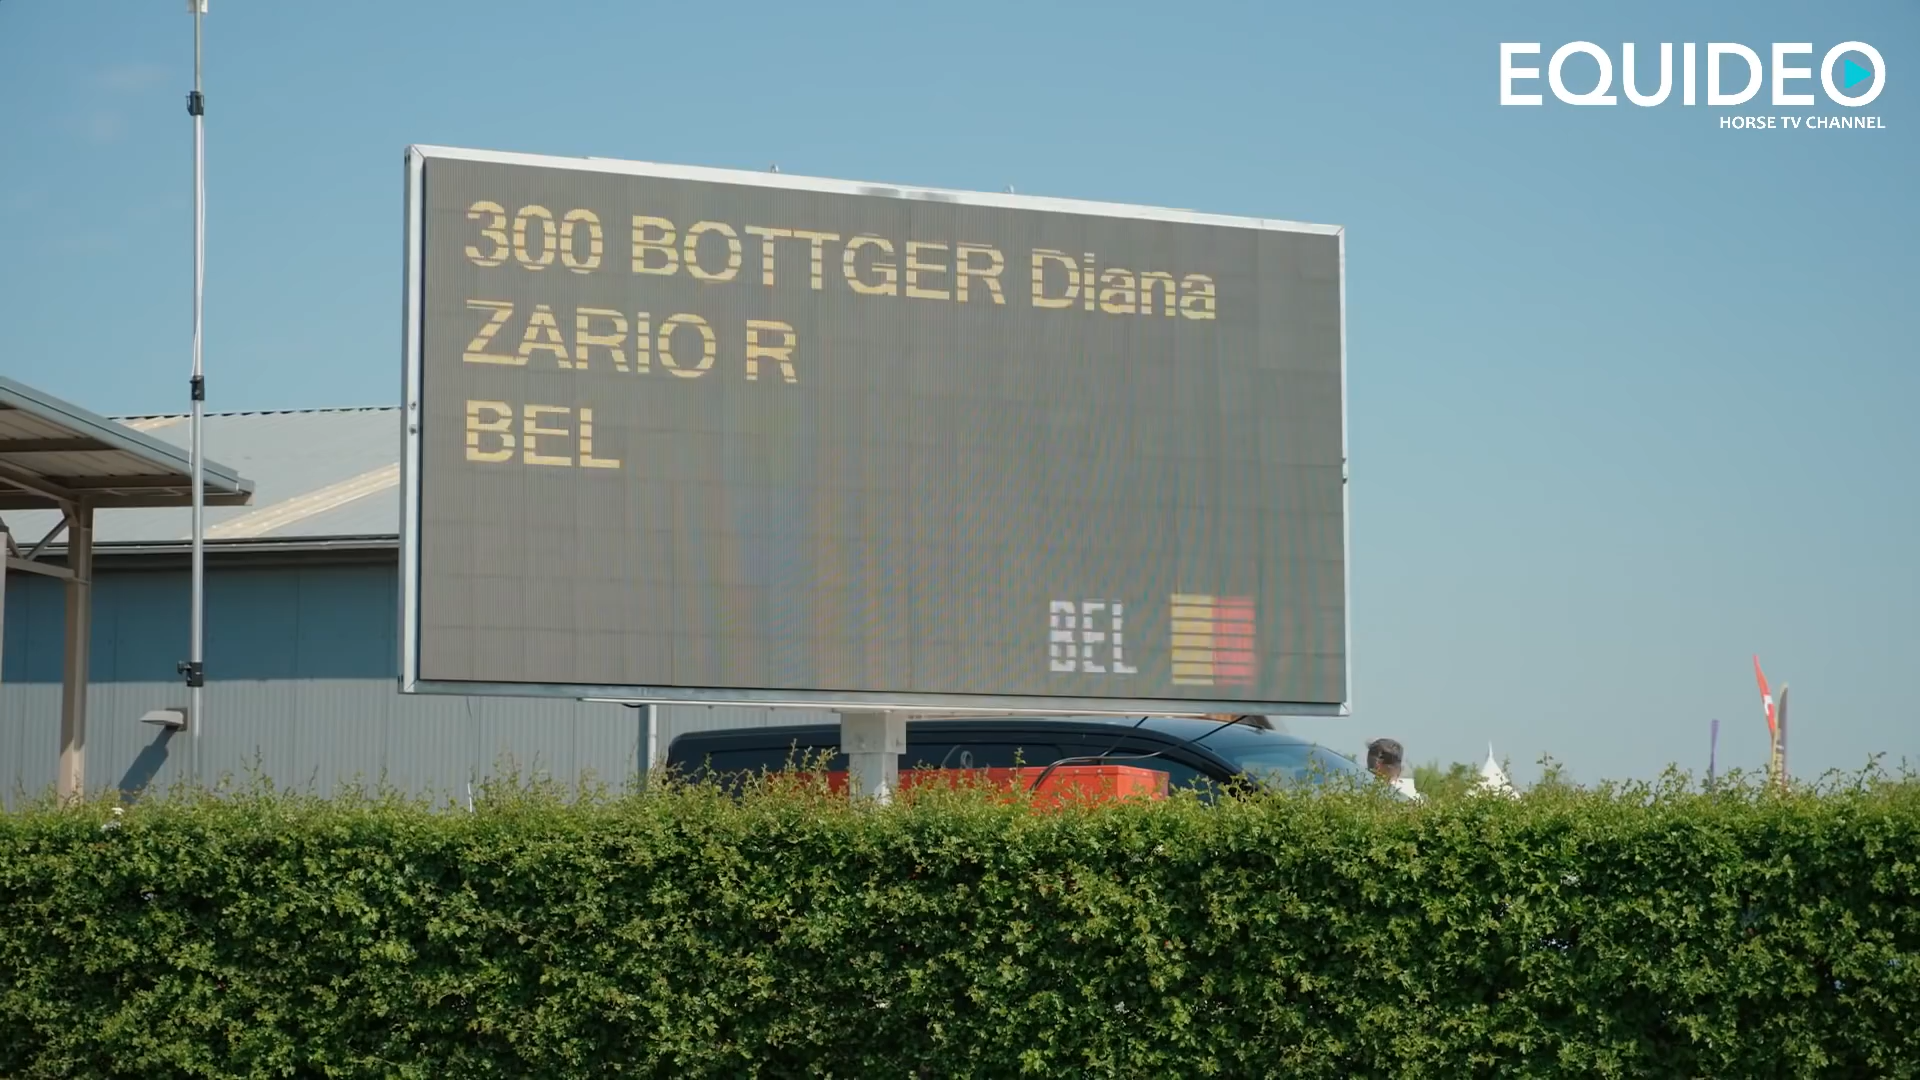 EQUIDEO
HORSE TV CHANNEL
300 BOTTGER Diana
ZARIO R
BEL
BEL